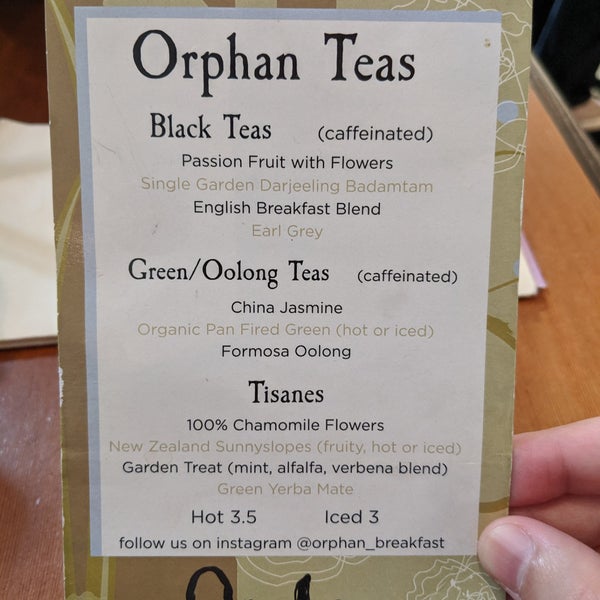 Orphan Teas
Black Teas (caffeinated)
Passion Fruit with Flowers
Single Garden Darjeeling Badamtam
English Breakfast Blend
Earl Grey
Green/Oolong Teas (caffeinated)
China Jasmine
Organic Pan Fired Green (hot or iced)
Formosa Oolong
Tisanes
100% Chamomile Flowers
New Zealand Sunnyslopes (fruity, hot or iced)
Garden Treat (mint, alfalfa, verbena blend)
Green Yerba Mate
Hot 3.5 Iced 3
follow us on instagram @orphan_breakfast